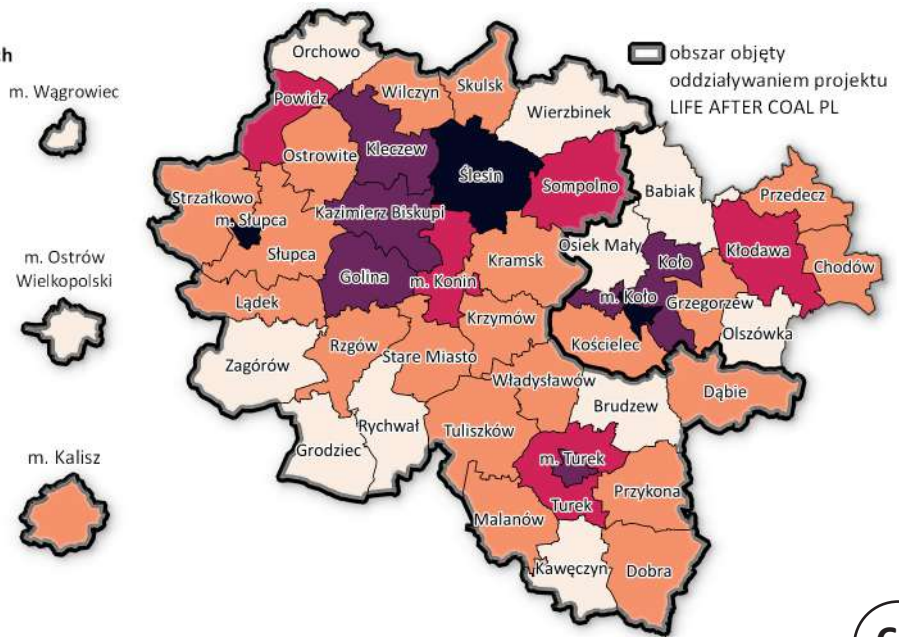 ch
m. Wągrowiec
m. Ostrów
Wielkopolski
m. Kalisz
obszar objęty
oddziaływaniem projektu
LIFE AFTER COAL PL
Orchowo
Powidz
Wilczyn
Skulsk
Wierzbinek
Ostrowite
Kleczew
Ślesin
Sompolno
Babiak
Przedecz
Strzałkowo
m. Słupca
Kazimierz Biskupi
Słupca
Osiek Mały
Koło
Kłodawa
Chodów
Golina
m. Konin
Kramsk
Lądek
m. Koło
Grzegorzew
Krzymów
Olszówka
Zagórów
Rzgów
Stare Miasto
Kościelec
Władysławów
Dąbie
Brudzew
Grodziec
Rychwał
Tuliszków
m. Turek
Przykona
Turek
Malanów
Kawęczyn
Dobra